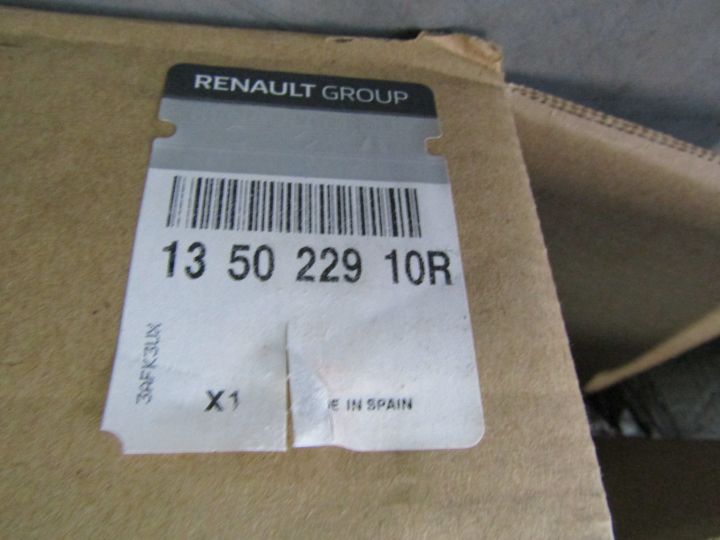 RENAULT GROUP
13 50 229 10R
3AFK3UX
X1
E IN SPAIN